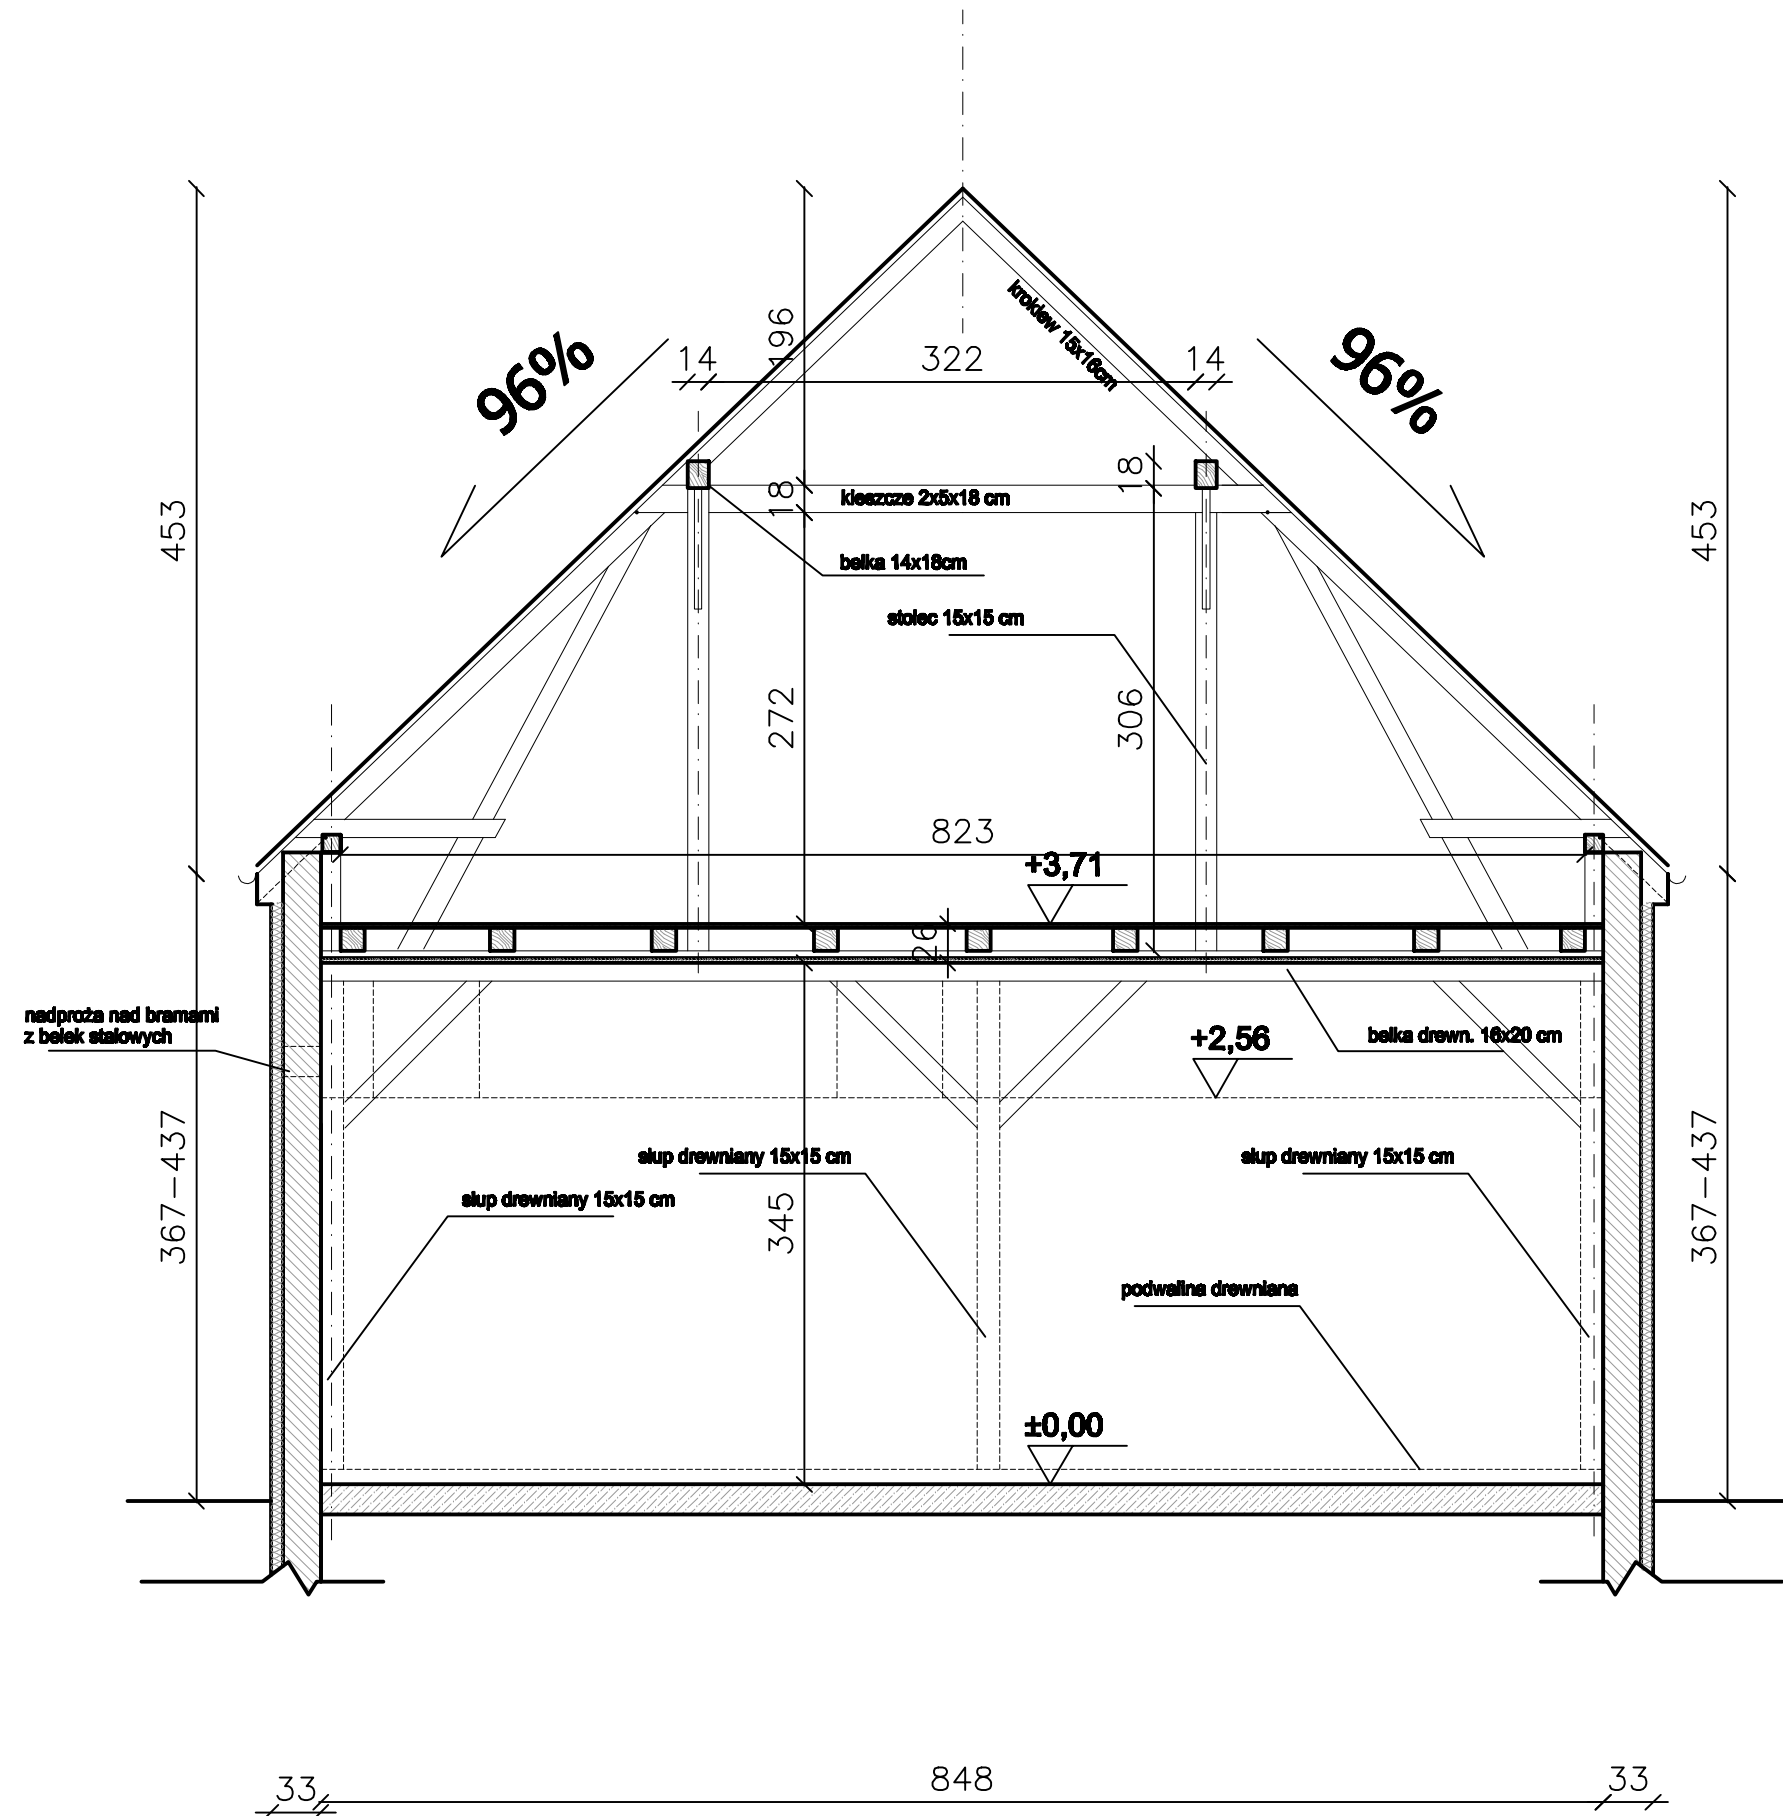 96%
96%
krokiew 15x16cm
196
14
322
14
453
453
18
18
kleszcze 2x5x18 cm
belka 14x18cm
stolec 15x15 cm
272
306
823
+3,71
26
nadproża nad bramami
z belek stalowych
+2,56
belka drewn. 16x20 cm
367-437
367-437
słup drewniany 15x15 cm
słup drewniany 15x15 cm
słup drewniany 15x15 cm
345
podwalina drewniana
±0,00
33
848
33